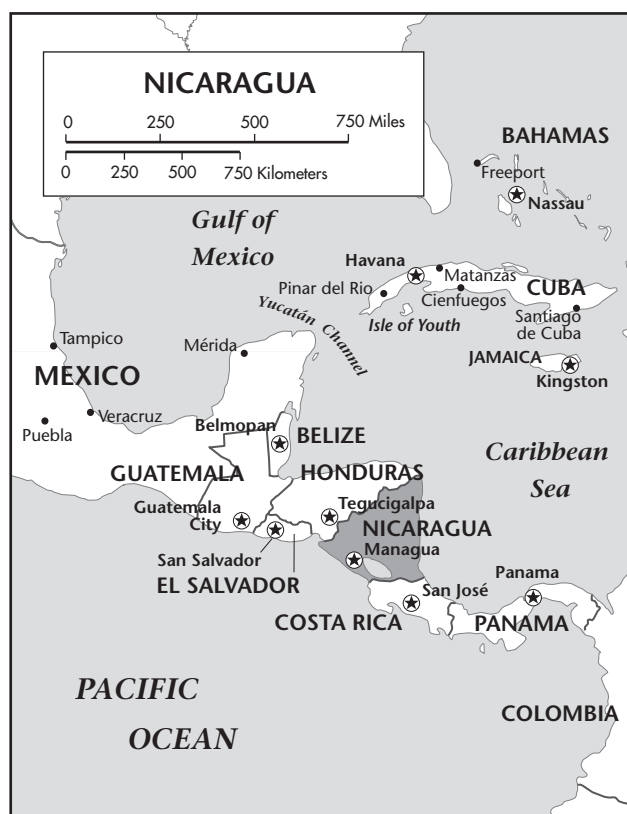 NICARAGUA
0 250 500 750 Miles
0 250 500 750 Kilometers
BAHAMAS
Freeport
Nassau
Gulf of
Mexico
Havana
Matanzas
Pinar del Rio
Cienfuegos
CUBA
Isle of Youth
Santiago
de Cuba
Yucatán Channel
Tampico
Mérida
JAMAICA
Kingston
MEXICO
Veracruz
Puebla
Belmopan
BELIZE
Caribbean
Sea
GUATEMALA
HONDURAS
Guatemala
City
Tegucigalpa
NICARAGUA
Managua
San Salvador
EL SALVADOR
San José
Panama
COSTA RICA
PANAMA
PACIFIC
OCEAN
COLOMBIA